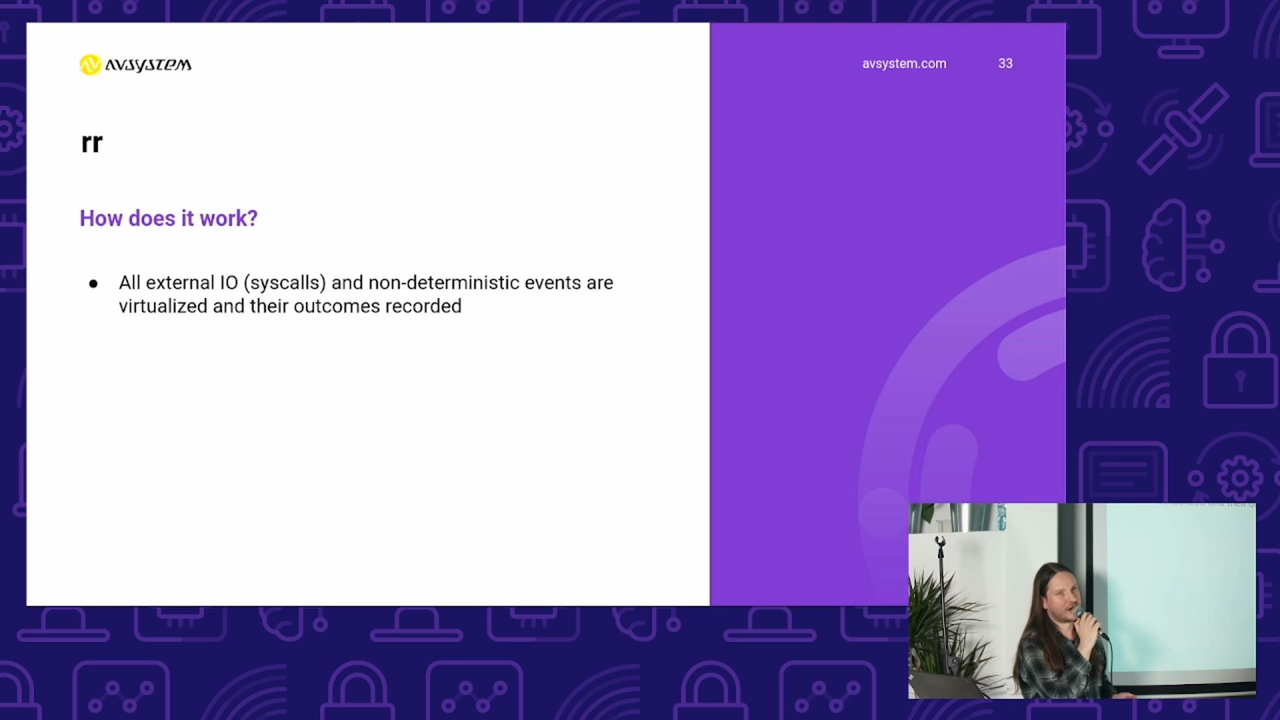 AVSYSTEM
avsystem.com
33
rr
How does it work?
● All external IO (syscalls) and non-deterministic events are
virtualized and their outcomes recorded